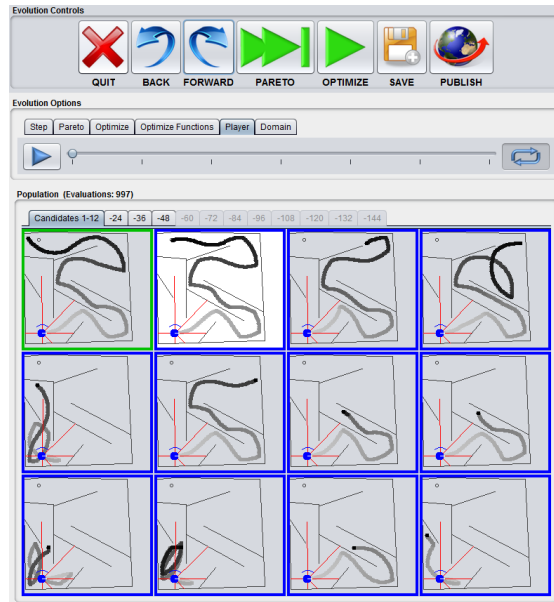 Evolution Controls
QUIT BACK FORWARD PARETO OPTIMIZE SAVE PUBLISH
Evolution Options
Step Pareto Optimize Optimize Functions Player Domain
Population (Evaluations: 997)
Candidates 1-12 -24 -36 -48 -60 -72 -84 -96 -108 -120 -132 -144